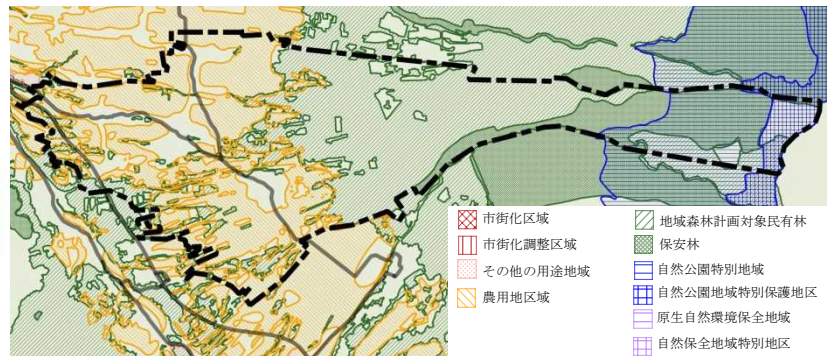 市街化区域
市街化調整区域
その他の用途地域
農用地区域
地域森林計画対象民有林
保安林
自然公園特別地域
自然公園地域特別保護地区
原生自然環境保全地域
自然保全地域特別地区